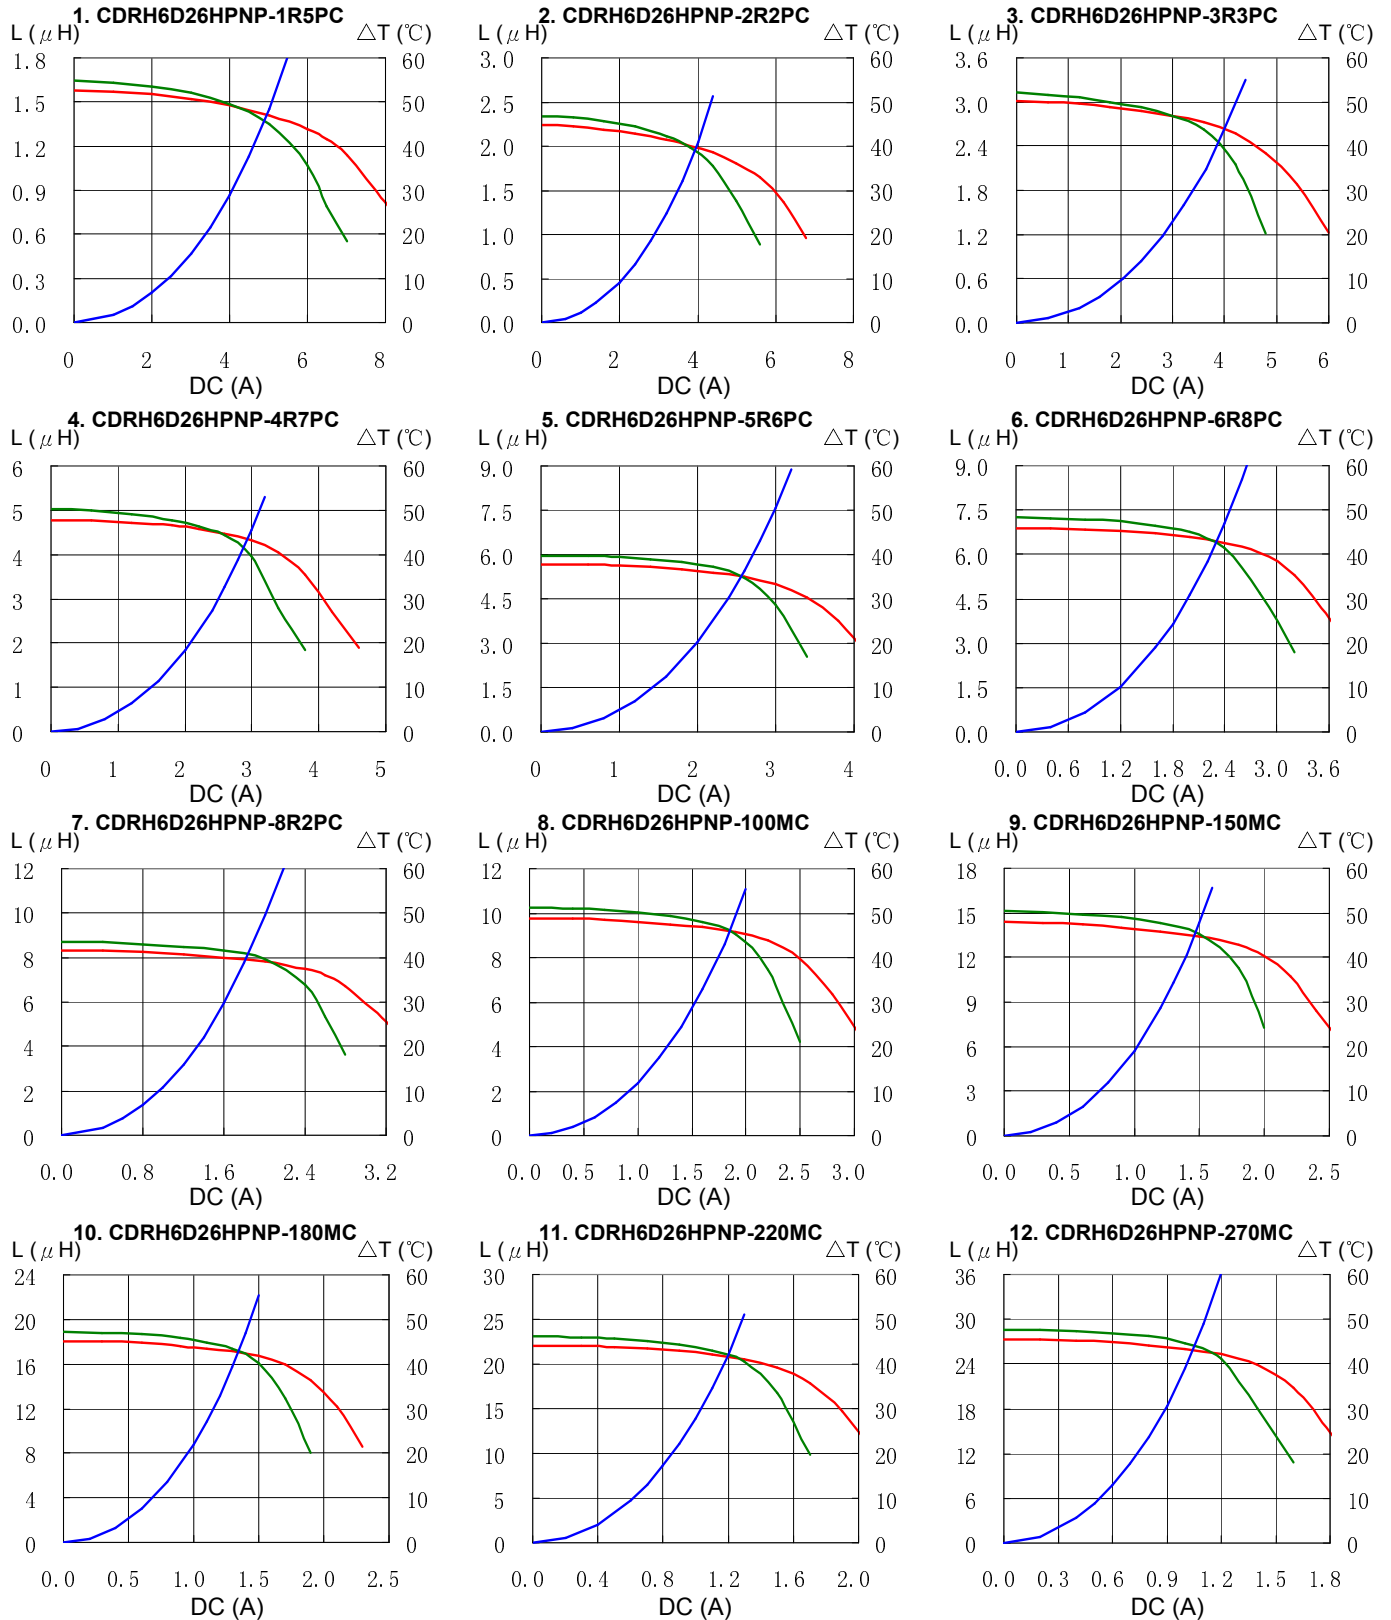 1. CDRH6D26HPNP-1R5PC
L (μH) △T (℃)
1.8 60
1.5 50
1.2 40
0.9 30
0.6 20
0.3 10
0.0 0
0 2 4 6 8
DC (A)
2. CDRH6D26HPNP-2R2PC
L (μH) △T (℃)
3.0 60
2.5 50
2.0 40
1.5 30
1.0 20
0.5 10
0.0 0
0 2 4 6 8
DC (A)
3. CDRH6D26HPNP-3R3PC
L (μH) △T (℃)
3.6 60
3.0 50
2.4 40
1.8 30
1.2 20
0.6 10
0.0 0
0 1 2 3 4 5 6
DC (A)
4. CDRH6D26HPNP-4R7PC
L (μH) △T (℃)
6 60
5 50
4 40
3 30
2 20
1 10
0 0
0 1 2 3 4 5
DC (A)
5. CDRH6D26HPNP-5R6PC
L (μH) △T (℃)
9.0 60
7.5 50
6.0 40
4.5 30
3.0 20
1.5 10
0.0 0
0 1 2 3 4
DC (A)
6. CDRH6D26HPNP-6R8PC
L (μH) △T (℃)
9.0 60
7.5 50
6.0 40
4.5 30
3.0 20
1.5 10
0.0 0
0.0 0.6 1.2 1.8 2.4 3.0 3.6
DC (A)
7. CDRH6D26HPNP-8R2PC
L (μH) △T (℃)
12 60
10 50
8 40
6 30
4 20
2 10
0 0
0.0 0.8 1.6 2.4 3.2
DC (A)
8. CDRH6D26HPNP-100MC
L (μH) △T (℃)
12 60
10 50
8 40
6 30
4 20
2 10
0 0
0.0 0.5 1.0 1.5 2.0 2.5 3.0
DC (A)
9. CDRH6D26HPNP-150MC
L (μH) △T (℃)
18 60
15 50
12 40
9 30
6 20
3 10
0 0
0.0 0.5 1.0 1.5 2.0 2.5
DC (A)
10. CDRH6D26HPNP-180MC
L (μH) △T (℃)
24 60
20 50
16 40
12 30
8 20
4 10
0 0
0.0 0.5 1.0 1.5 2.0 2.5
DC (A)
11. CDRH6D26HPNP-220MC
L (μH) △T (℃)
30 60
25 50
20 40
15 30
10 20
5 10
0 0
0.0 0.4 0.8 1.2 1.6 2.0
DC (A)
12. CDRH6D26HPNP-270MC
L (μH) △T (℃)
36 60
30 50
24 40
18 30
12 20
6 10
0 0
0.0 0.3 0.6 0.9 1.2 1.5 1.8
DC (A)